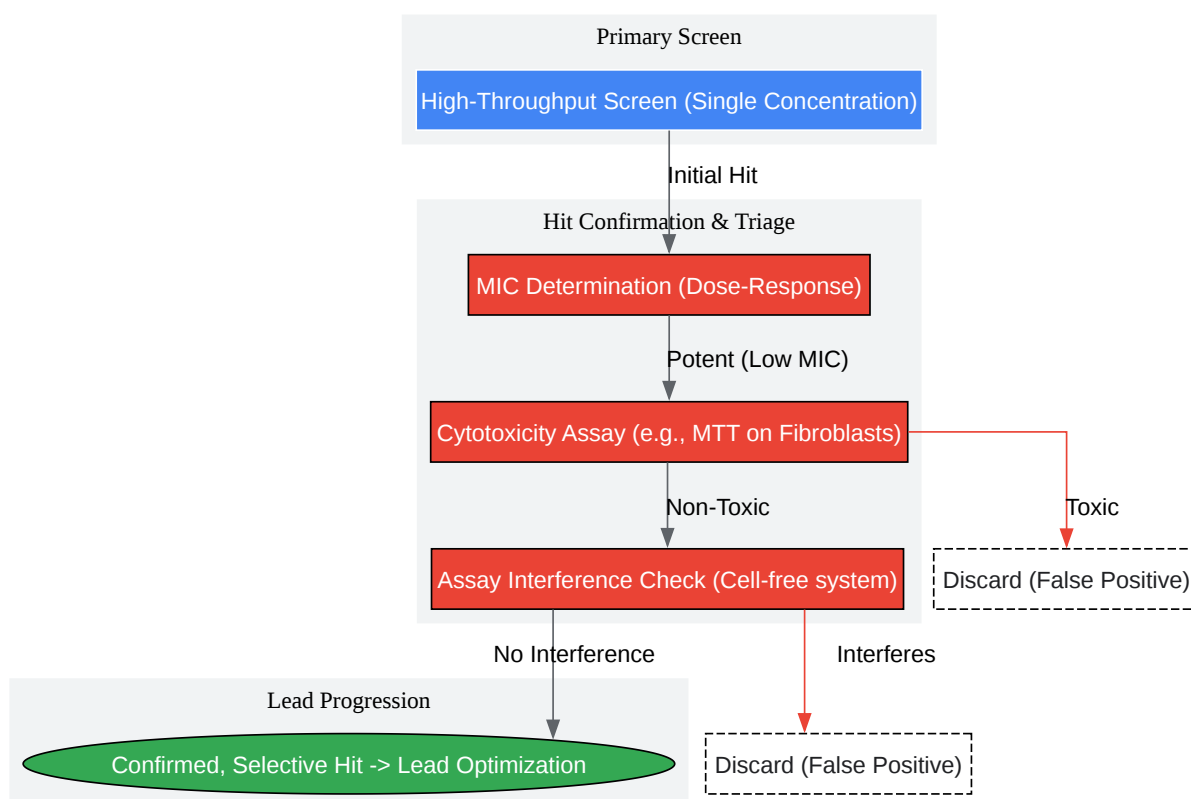 Primary Screen
High-Throughput Screen (Single Concentration)
Initial Hit
Hit Confirmation & Triage
MIC Determination (Dose-Response)
Potent (Low MIC)
Cytotoxicity Assay (e.g., MTT on Fibroblasts)
Non-Toxic
Toxic
Assay Interference Check (Cell-free system)
Discard (False Positive)
No Interference
Interferes
Lead Progression
Confirmed, Selective Hit -> Lead Optimization
Discard (False Positive)